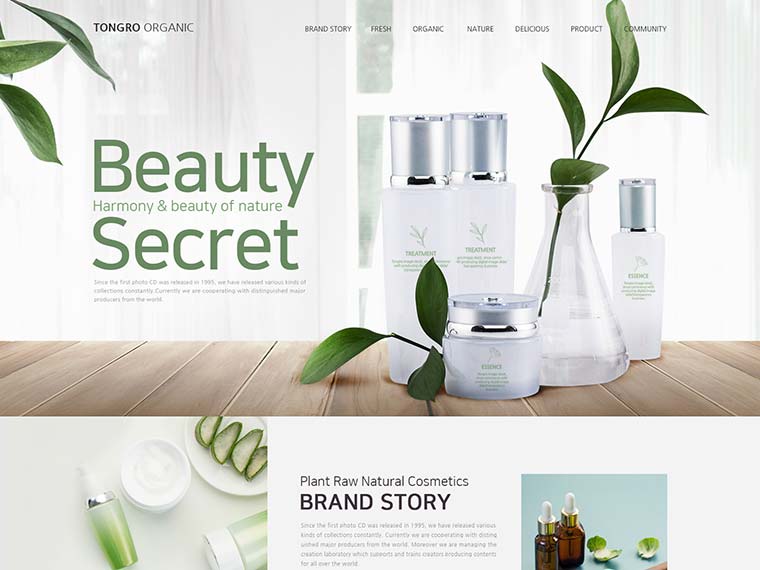 TONGRO ORGANIC
BRAND STORY FRESH ORGANIC NATURE DELICIOUS PRODUCT COMMUNITY
Beauty
Harmony & beauty of nature
Secret
Since the first photo CD was released in 1995, we have released various kinds of
collections constantly. Currently we are cooperating with distinguished major
producers from the world.
TREATMENT
TREATMENT
ESSENCE
ESSENCE
Plant Raw Natural Cosmetics
BRAND STORY
Since the first photo CD was released in 1995, we have released various
kinds of collections constantly. Currently we are cooperating with disting
uished major producers from the world. Moreover we are managing the
creation laboratory which supports and trains creators producing contents
for all over the world.